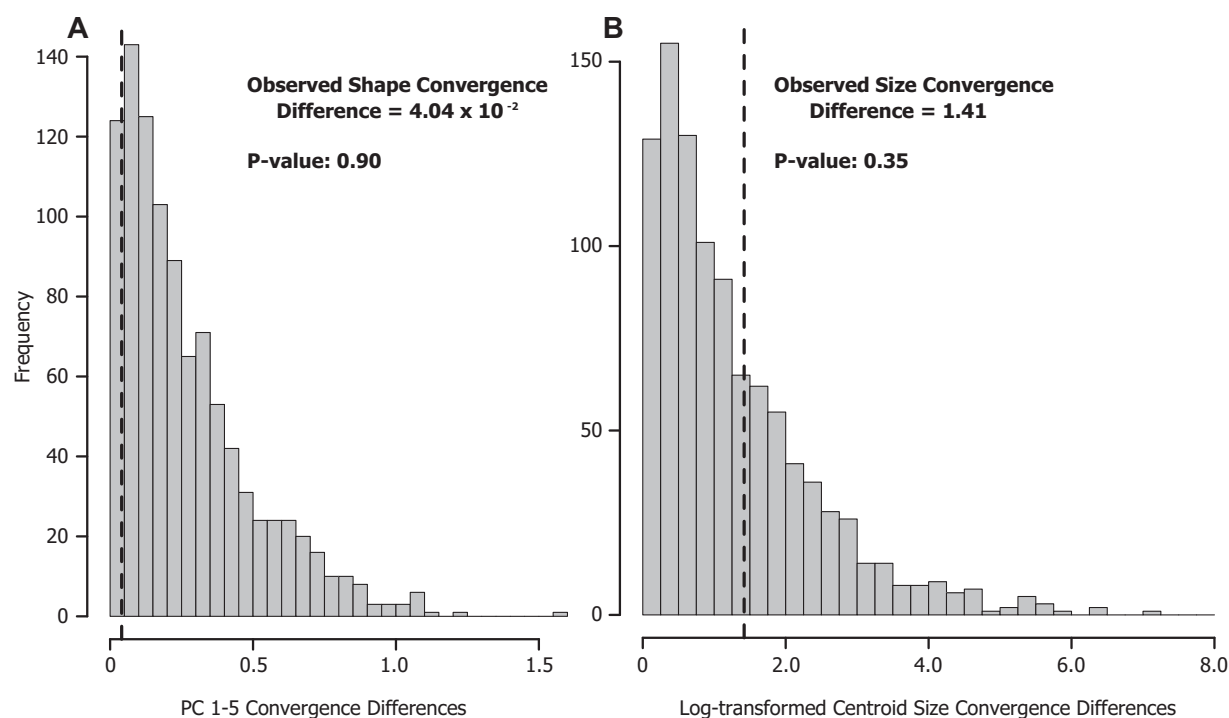 A
Observed Shape Convergence
Difference = 4.04 x 10 -2
P-value: 0.90
140
120
100
80
60
40
20
0
Frequency
0 0.5 1.0 1.5
PC 1-5 Convergence Differences
B
Observed Size Convergence
Difference = 1.41
P-value: 0.35
150
100
50
0
0 2.0 4.0 6.0 8.0
Log-transformed Centroid Size Convergence Differences